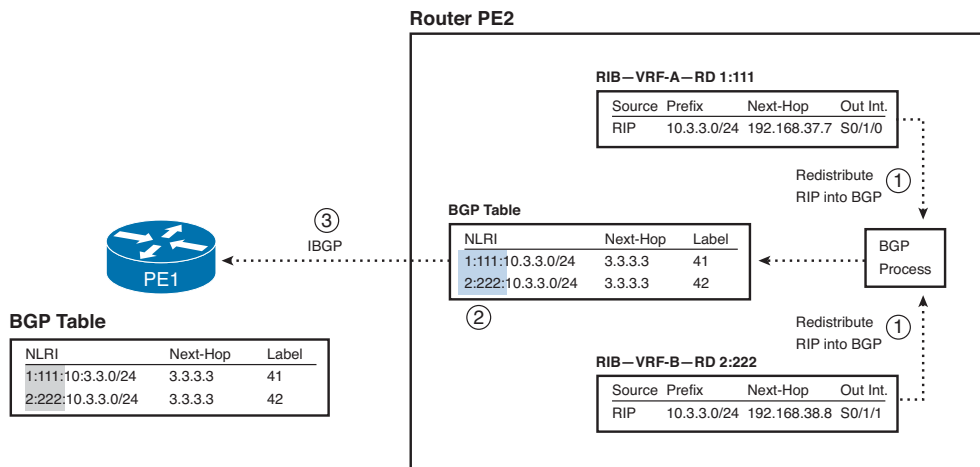 Router PE2
RIB—VRF-A—RD 1:111
Source Prefix Next-Hop Out Int.
RIP 10.3.3.0/24 192.168.37.7 S0/1/0
Redistribute
RIP into BGP
1
BGP Table
NLRI Next-Hop Label
1:111:10.3.3.0/24 3.3.3.3 41
2:222:10.3.3.0/24 3.3.3.3 42
2
3
IBGP
PE1
BGP
Process
BGP Table
NLRI Next-Hop Label
1:111:10:3.3.0/24 3.3.3.3 41
2:222:10.3.3.0/24 3.3.3.3 42
Redistribute
RIP into BGP
1
RIB—VRF-B—RD 2:222
Source Prefix Next-Hop Out Int.
RIP 10.3.3.0/24 192.168.38.8 S0/1/1